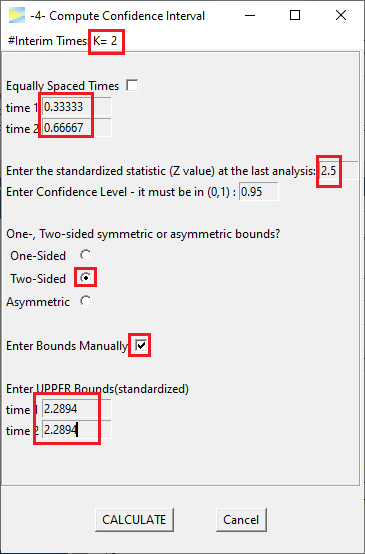 -4- Compute Confidence Interval
#Interim Times: K= 2
Equally Spaced Times
time 1 0.33333
time 2 0.66667
Enter the standardized statistic (Z value) at the last analysis: 2.5
Enter Confidence Level - it must be in (0,1) : 0.95
One-, Two-sided symmetric or asymmetric bounds?
One-Sided
Two-Sided
Asymmetric
Enter Bounds Manually
Enter UPPER Bounds(standardized)
time 1 2.2894
time 2 2.2894
CALCULATE Cancel